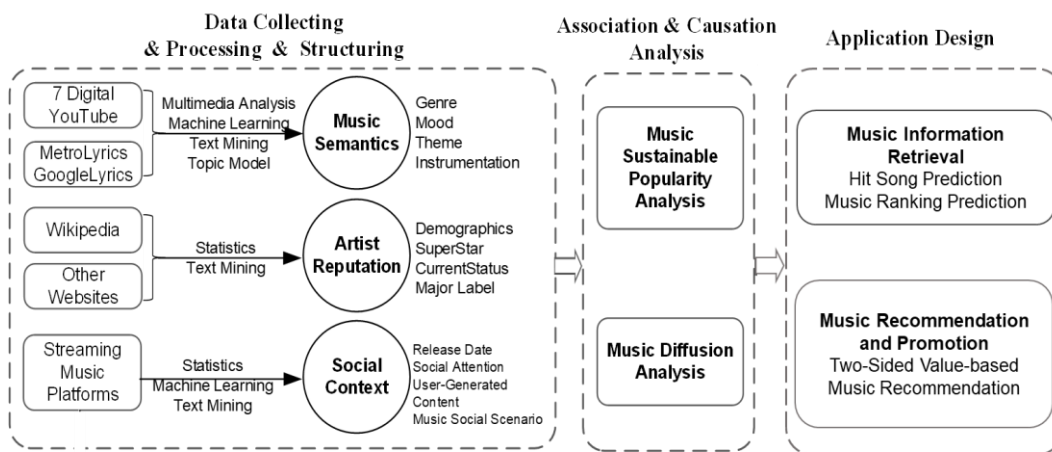 Data Collecting
& Processing & Structuring
Association & Causation
Analysis
Application Design
7 Digital
YouTube
MetroLyrics
GoogleLyrics
Multimedia Analysis
Machine Learning
Text Mining
Topic Model
Music
Semantics
Genre
Mood
Theme
Instrumentation
Wikipedia
Other
Websites
Statistics
Text Mining
Artist
Reputation
Demographics
SuperStar
CurrentStatus
Major Label
Streaming
Music
Platforms
Statistics
Machine Learning
Text Mining
Social
Context
Release Date
Social Attention
User-Generated
Content
Music Social Scenario
Music
Sustainable
Popularity
Analysis
Music Diffusion
Analysis
Music Information
Retrieval
Hit Song Prediction
Music Ranking Prediction
Music Recommendation
and Promotion
Two-Sided Value-based
Music Recommendation